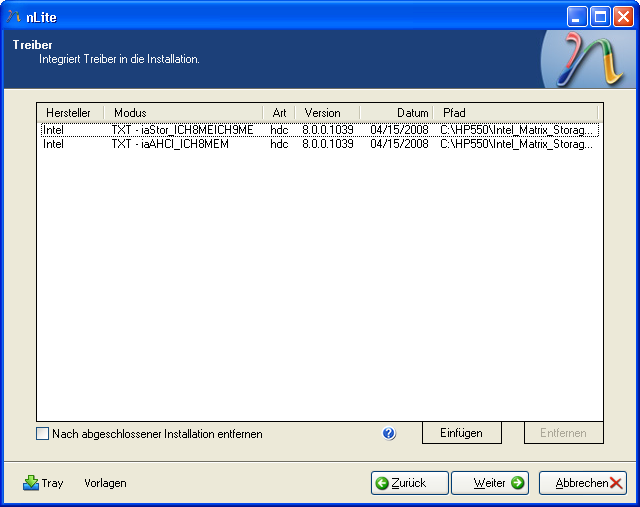 nLite
Treiber
Integriert Treiber in die Installation.
Hersteller Modus Art Version Datum Pfad
Intel TXT - iaStor_ICH8MEICH9ME hdc 8.0.0.1039 04/15/2008 C:\HP550\Intel_Matrix_Storag...
Intel TXT - iaAHCI_ICH8MEM hdc 8.0.0.1039 04/15/2008 C:\HP550\Intel_Matrix_Storag...
Nach abgeschlossener Installation entfernen ? Einfügen Entfernen
Tray Vorlagen Zurück Weiter Abbrechen